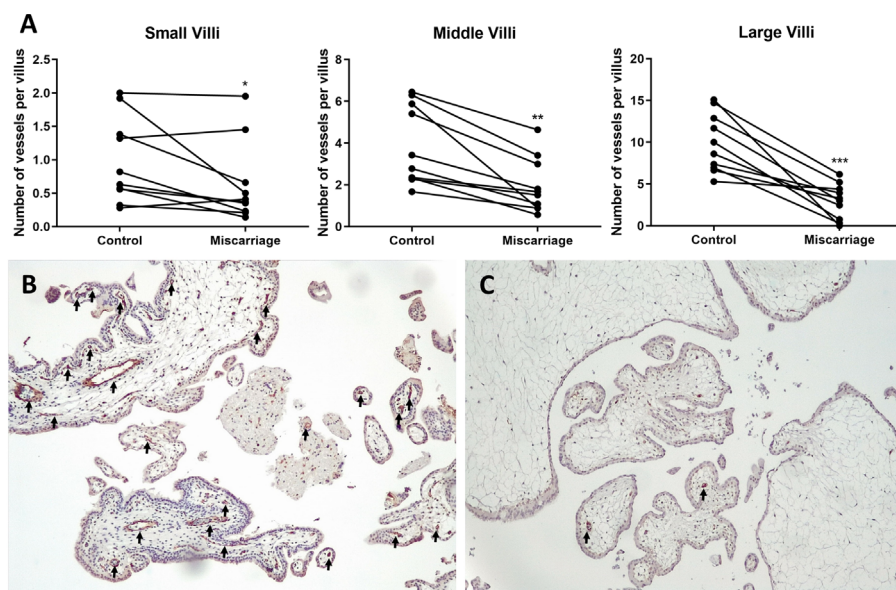 A
Small Villi
Number of vessels per villus
2.5
2.0
1.5
1.0
0.5
0.0
*
Control
Miscarriage
Middle Villi
Number of vessels per villus
8
6
4
2
0
**
Control
Miscarriage
Large Villi
Number of vessels per villus
20
15
10
5
0
***
Control
Miscarriage
B
C